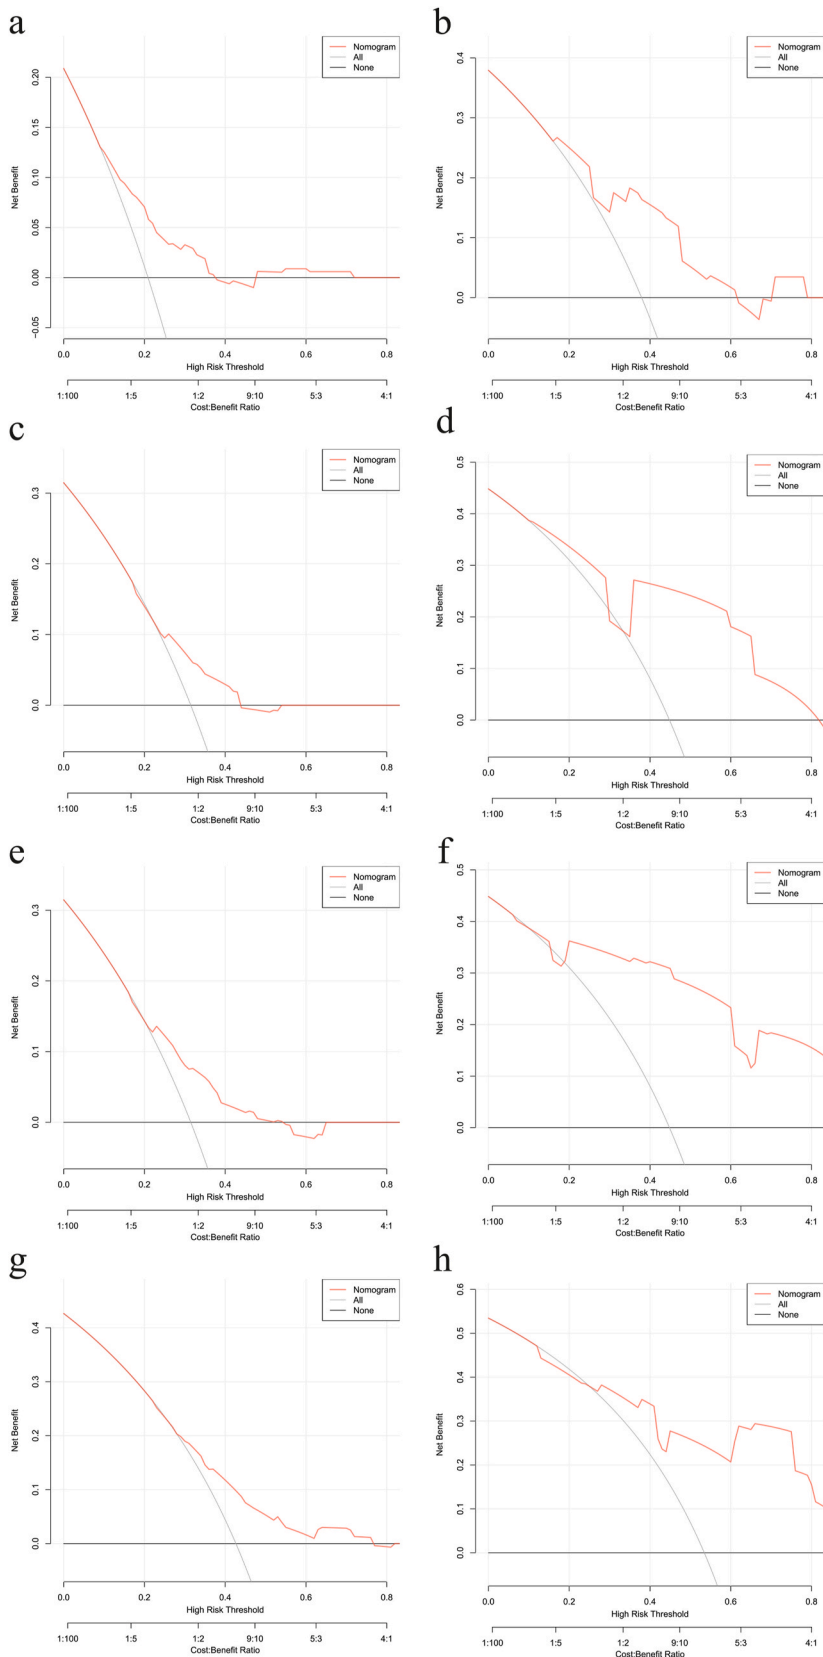 a
Nomogram
All
None
Net Benefit
0.20
0.15
0.10
0.05
0.00
−0.05
0.0 0.2 0.4 0.6 0.8
High Risk Threshold
1:100 1:5 1:2 9:10 5:3 4:1
Cost:Benefit Ratio
b
Nomogram
All
None
Net Benefit
0.4
0.3
0.2
0.1
0.0
0.0 0.2 0.4 0.6 0.8
High Risk Threshold
1:100 1:5 1:2 9:10 5:3 4:1
Cost:Benefit Ratio
c
Nomogram
All
None
Net Benefit
0.3
0.2
0.1
0.0
0.0 0.2 0.4 0.6 0.8
High Risk Threshold
1:100 1:5 1:2 9:10 5:3 4:1
Cost:Benefit Ratio
d
Nomogram
All
None
Net Benefit
0.5
0.4
0.3
0.2
0.1
0.0
0.0 0.2 0.4 0.6 0.8
High Risk Threshold
1:100 1:5 1:2 9:10 5:3 4:1
Cost:Benefit Ratio
e
Nomogram
All
None
Net Benefit
0.3
0.2
0.1
0.0
0.0 0.2 0.4 0.6 0.8
High Risk Threshold
1:100 1:5 1:2 9:10 5:3 4:1
Cost:Benefit Ratio
f
Nomogram
All
None
Net Benefit
0.5
0.4
0.3
0.2
0.1
0.0
0.0 0.2 0.4 0.6 0.8
High Risk Threshold
1:100 1:5 1:2 9:10 5:3 4:1
Cost:Benefit Ratio
g
Nomogram
All
None
Net Benefit
0.4
0.3
0.2
0.1
0.0
0.0 0.2 0.4 0.6 0.8
High Risk Threshold
1:100 1:5 1:2 9:10 5:3 4:1
Cost:Benefit Ratio
h
Nomogram
All
None
Net Benefit
0.6
0.5
0.4
0.3
0.2
0.1
0.0
0.0 0.2 0.4 0.6 0.8
High Risk Threshold
1:100 1:5 1:2 9:10 5:3 4:1
Cost:Benefit Ratio